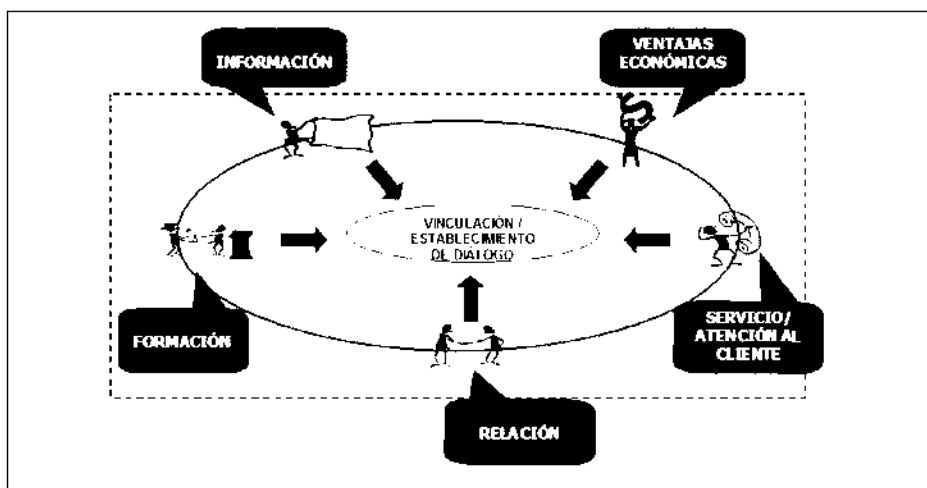 INFORMACIÓN
VENTAJAS
ECONÓMICAS
VINCULACIÓN /
ESTABLECIMIENTO
DE DIÁLOGO
FORMACIÓN
SERVICIO/
ATENCIÓN AL
CLIENTE
RELACIÓN